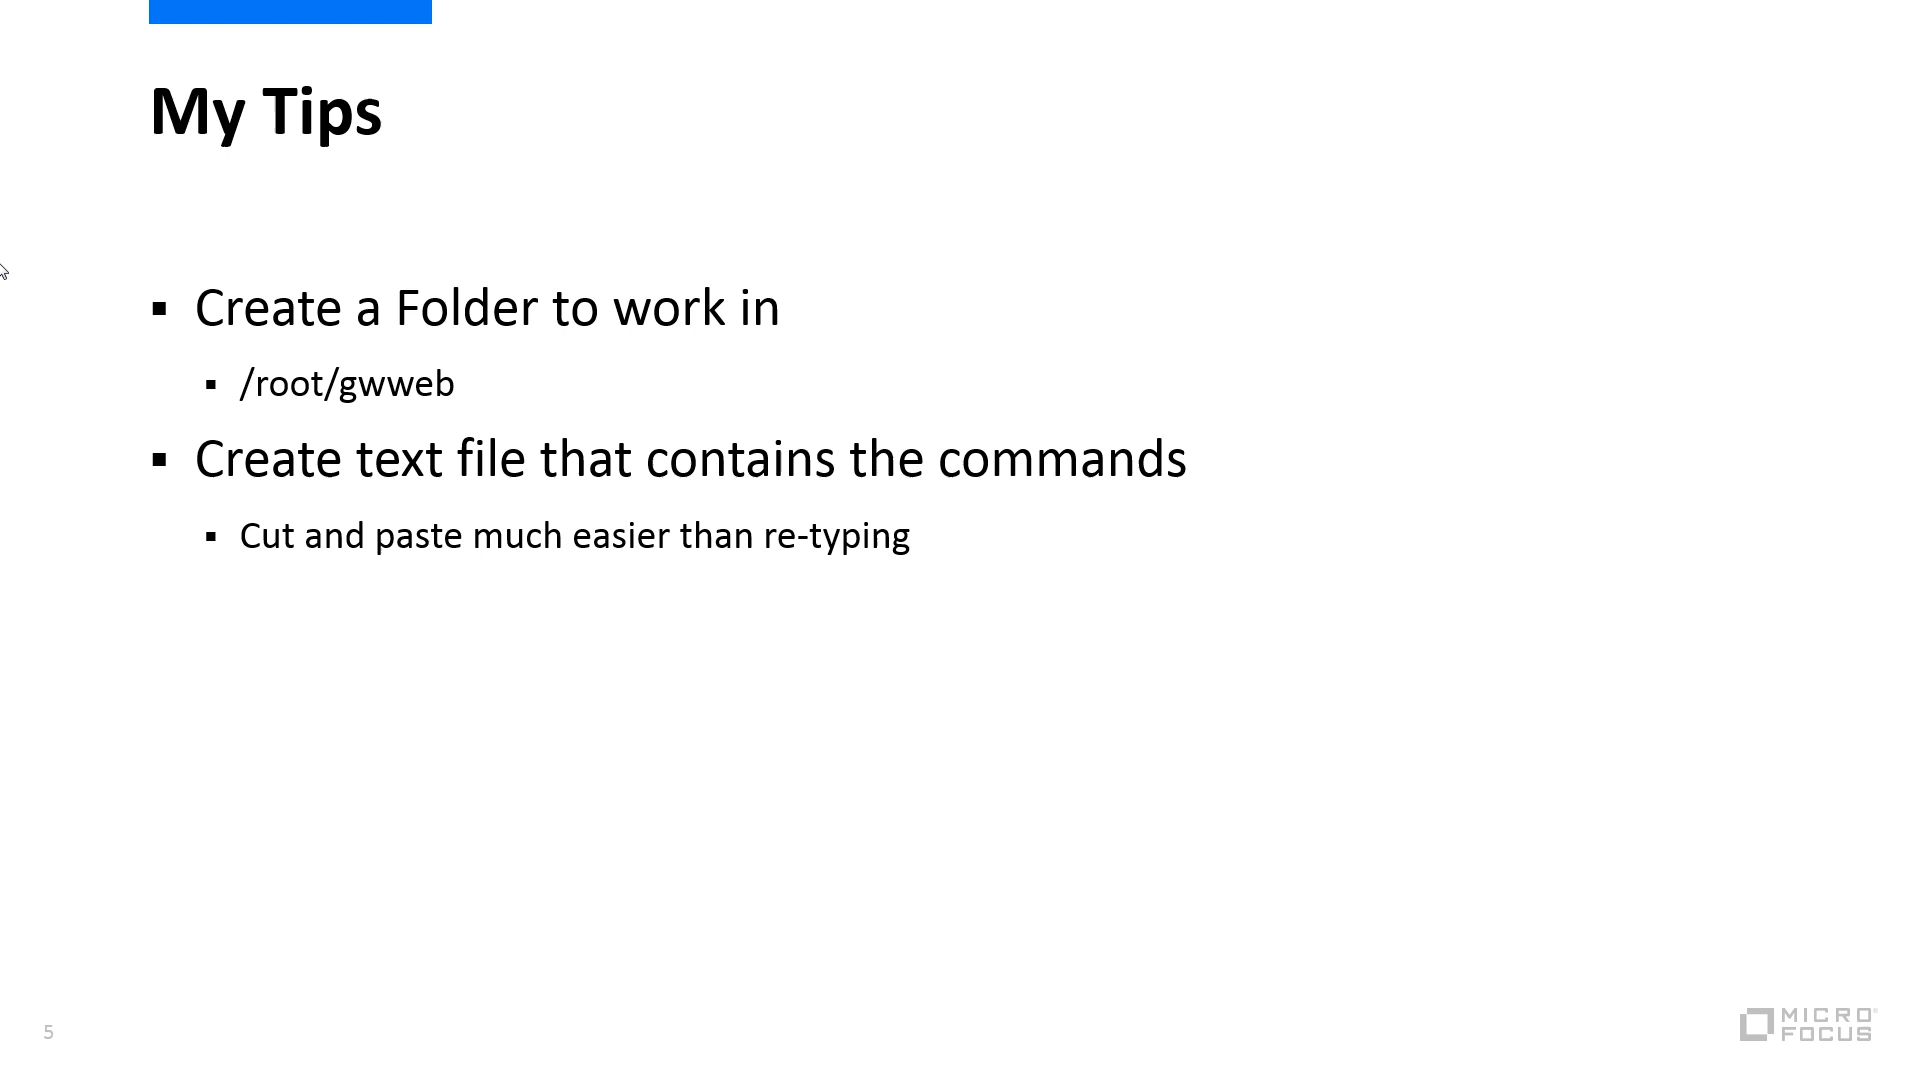 My Tips
▪ Create a Folder to work in
▪ /root/gwweb
▪ Create text file that contains the commands
▪ Cut and paste much easier than re-typing
5
MICRO
FOCUS